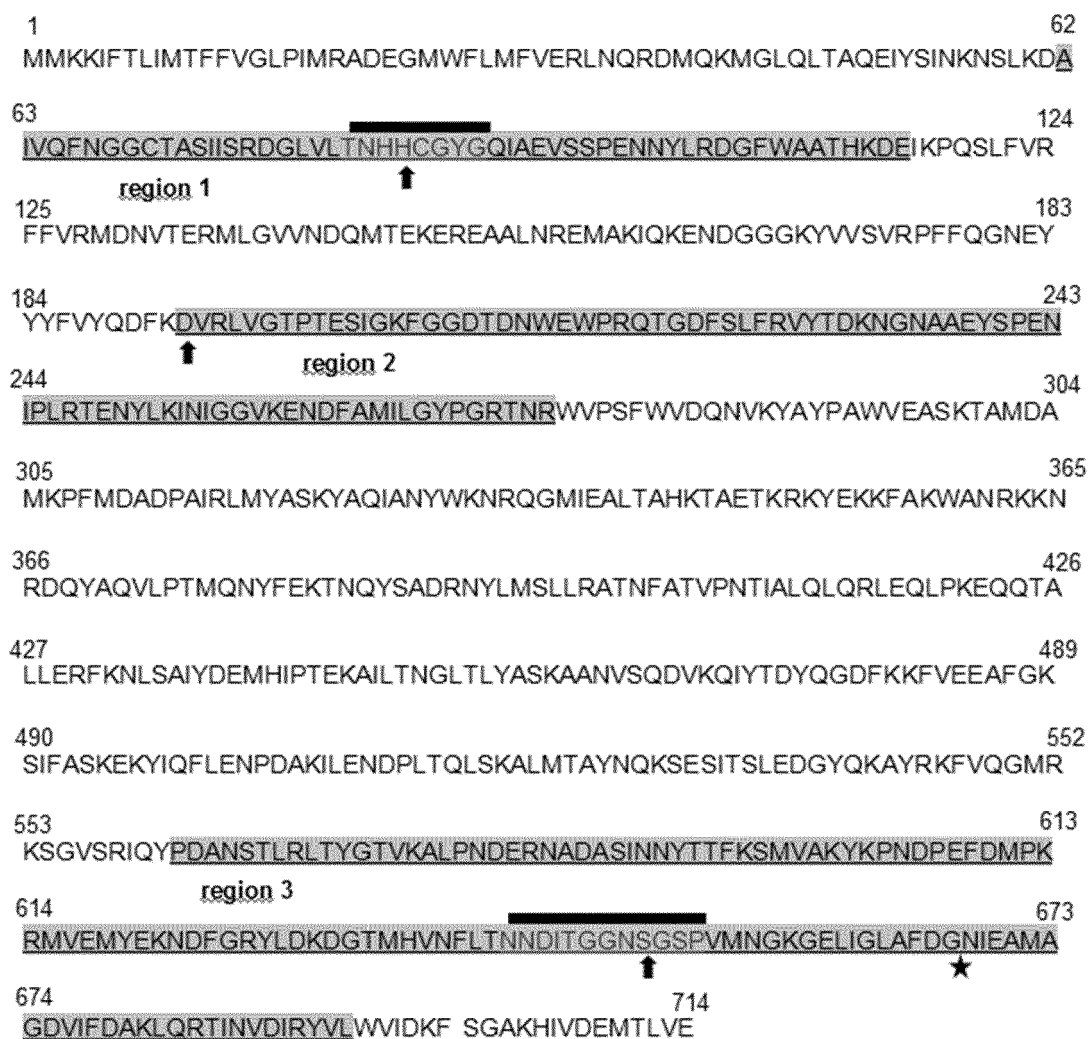 1 62
MMKKIFTLIMTFFVGLPIMRADEGMWFLMFVERLNQRDMQKMGLQLTAQEIYSINKNSLKDA
63 124
IVQFNGGCTASIISRDGLVLTNHHCGYGQIAEVSSPENNYLRDGFWAATHKDEIKPQSLFVR
region 1
125 183
FFVRMDNVTERMLGVVNDQMTEKEREAALNREMAKIQKENDGGGKYVVSVRPFFQGNEY
184 243
YYFVYQDFKDVRLVGTPTESIGKFGGDTDNWEWPRQTGDFSLFRVYTDKNGNAAEYSPEN
region 2
244 304
IPLRTENYLKINIGGVKENDFAMILGYPGRTNRWVPSFWVDQNVKYAYPAWVEASKTAMDA
305 365
MKPFMDADPAIRLMYASKYAQIANYWKNRQGMIEALTAHKTAETKRKYEKKFAKWANRKKN
366 426
RDQYAQVLPTMQNYFEKTNQYSADRNYLMSLLRATNFATVPNTIALQLQRLEQLPKEQQTA
427 489
LLERFKNLSAIYDEMHIPTEKAILTNGLTLYASKAANVSQDVKQIYTDYQGDFKKFVEEAFGK
490 552
SIFASKEKYIQFLENPDAKILENDPLTQLSKALMTAYNQKSESITSLEDGYQKAYRKFVQGMR
553 613
KSGVSRIQYPDANSTLRLTYGTVKALPNDERNADASINNYTTFKSMVAKYKPNDPEFDMPK
region 3
614 673
RMVEMYEKNDFGRYLDKDGTMHVNFLTNNDITGGNSGSPVMNGKGELIGLAFDGNIEAMA
674 714
GDVIFDAKLQRTINVDIRYVLWVIDKF SGAKHIVDEMTLVE